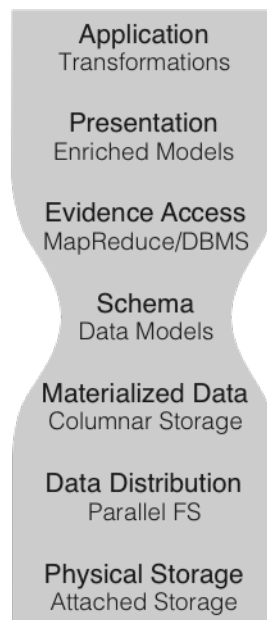 Application
Transformations
Presentation
Enriched Models
Evidence Access
MapReduce/DBMS
Schema
Data Models
Materialized Data
Columnar Storage
Data Distribution
Parallel FS
Physical Storage
Attached Storage